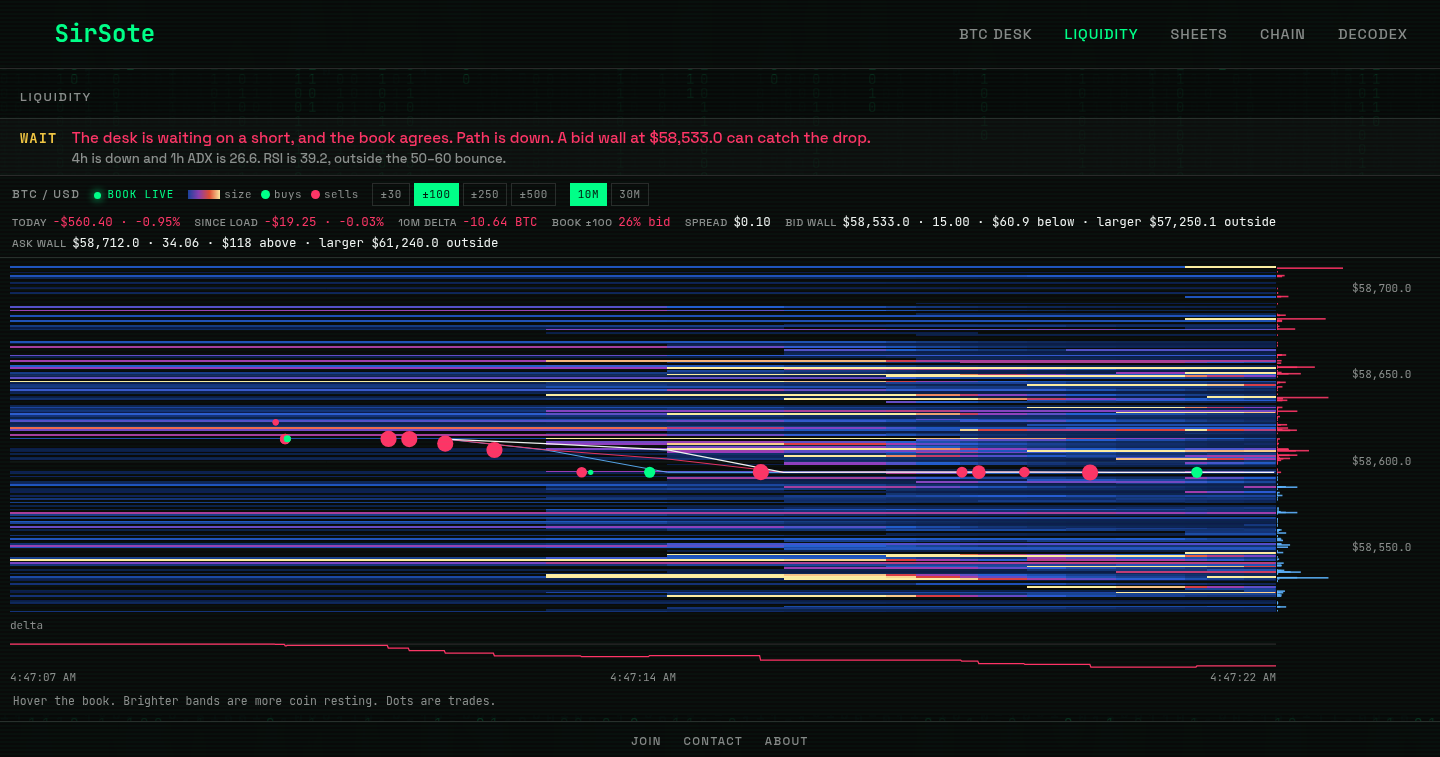 SirSote
BTC DESK LIQUIDITY SHEETS CHAIN DECODEX
LIQUIDITY
WAIT The desk is waiting on a short, and the book agrees. Path is down. A bid wall at $58,533.0 can catch the drop.
4h is down and 1h ADX is 26.6. RSI is 39.2, outside the 50–60 bounce.
BTC / USD BOOK LIVE size buys sells ±30 ±100 ±250 ±500 10M 30M
TODAY -$560.40 · -0.95% SINCE LOAD -$19.25 · -0.03% 10M DELTA -10.64 BTC BOOK ±100 26% bid SPREAD $0.10 BID WALL $58,533.0 · 15.00 · $60.9 below · larger $57,250.1 outside
ASK WALL $58,712.0 · 34.06 · $118 above · larger $61,240.0 outside
$58,700.0
$58,650.0
$58,600.0
$58,550.0
delta
4:47:07 AM 4:47:14 AM 4:47:22 AM
Hover the book. Brighter bands are more coin resting. Dots are trades.
JOIN CONTACT ABOUT